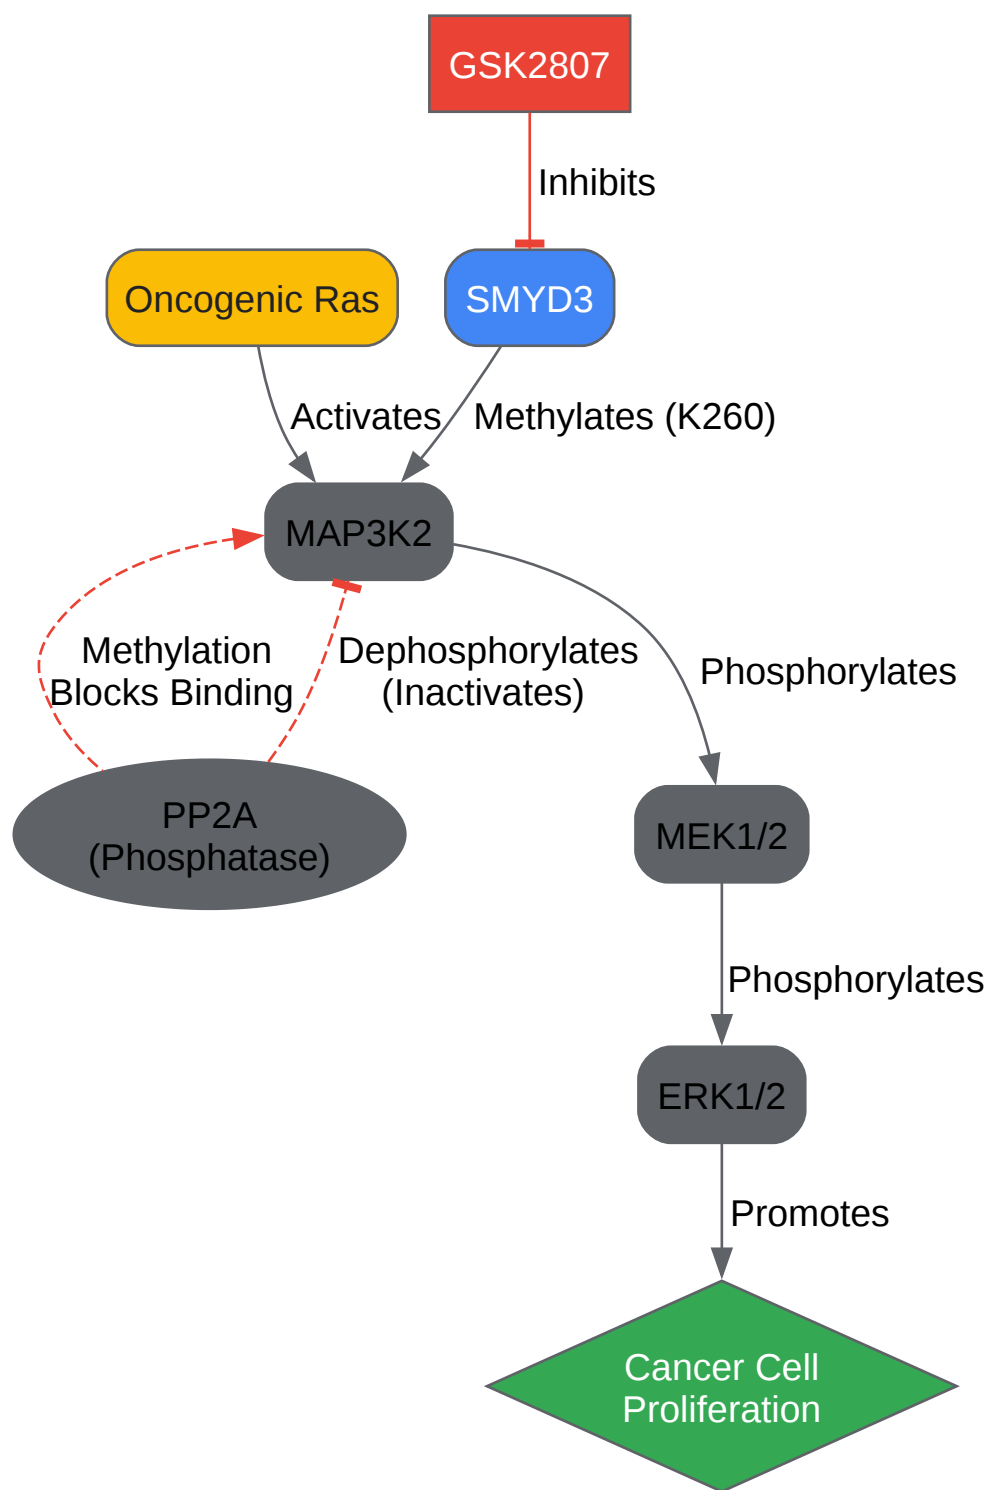 GSK2807
Inhibits
Oncogenic Ras
SMYD3
Activates
Methylates (K260)
MAP3K2
Methylation
Blocks Binding
Dephosphorylates
(Inactivates)
Phosphorylates
PP2A
(Phosphatase)
MEK1/2
Phosphorylates
ERK1/2
Promotes
Cancer Cell
Proliferation